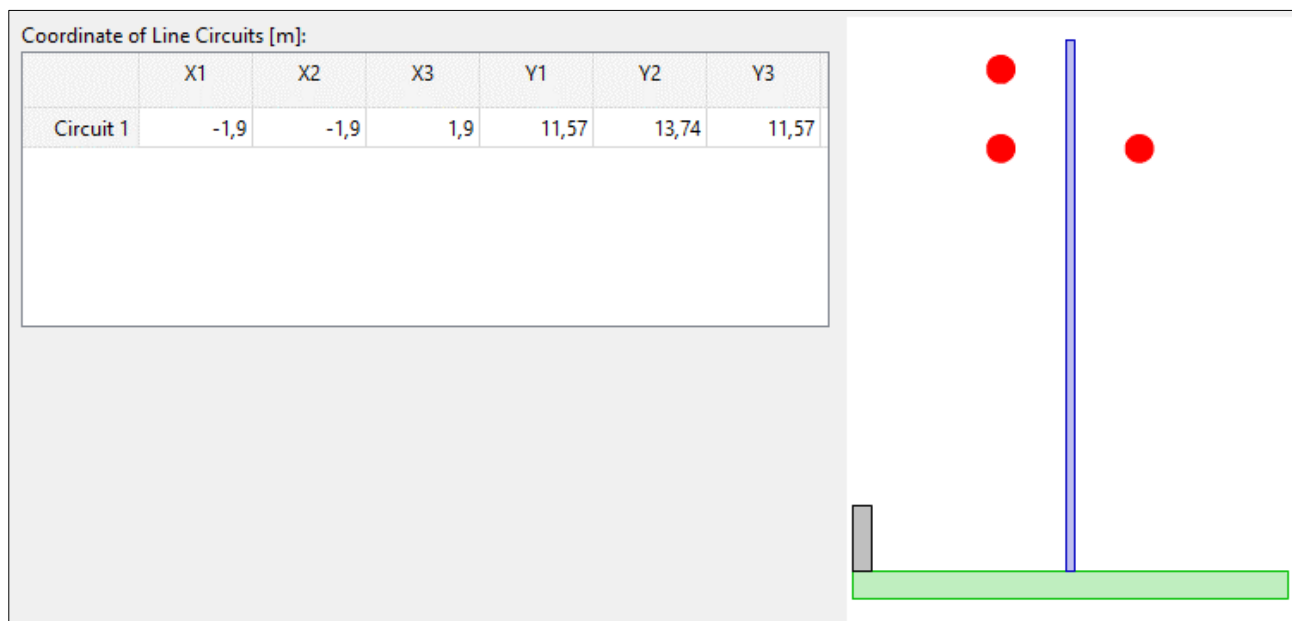 Coordinate of Line Circuits [m]:
X1 X2 X3 Y1 Y2 Y3
Circuit 1 -1,9 -1,9 1,9 11,57 13,74 11,57